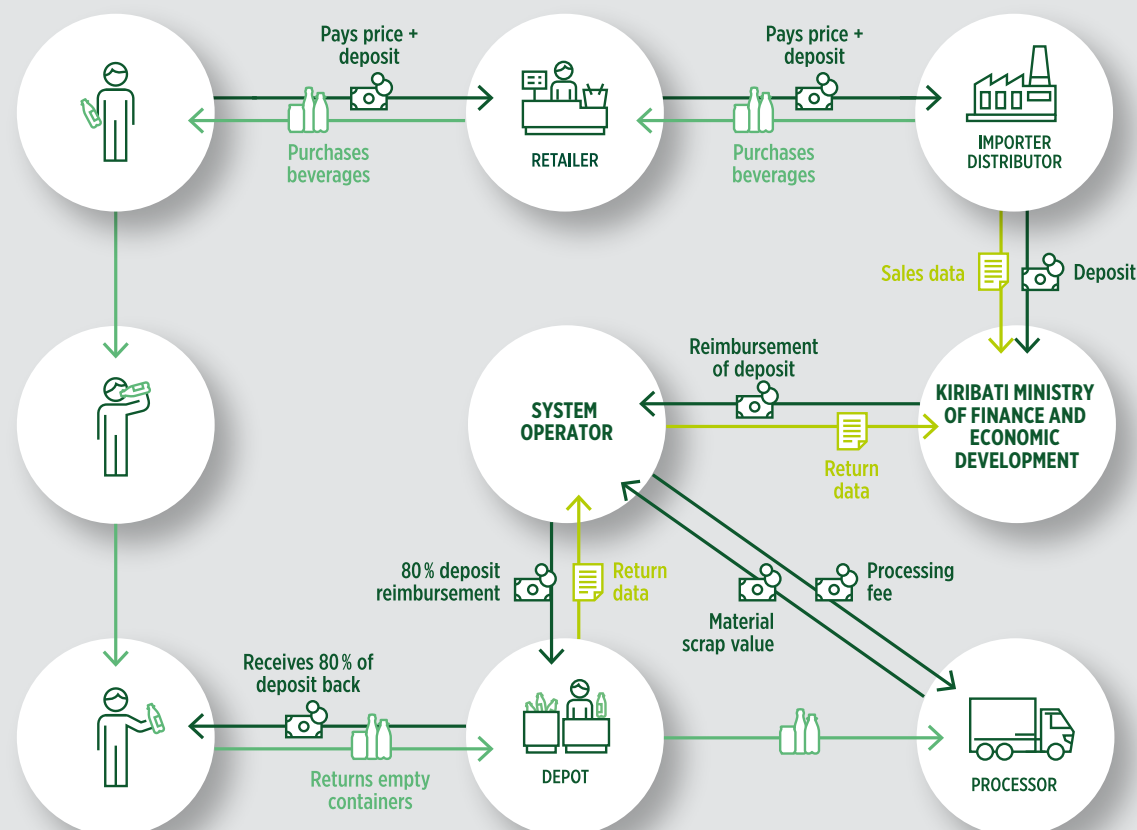 Pays price +
deposit
Pays price +
deposit
Purchases
beverages
RETAILER
Purchases
beverages
IMPORTER
DISTRIBUTOR
Sales data
Deposit
Reimbursement
of deposit
SYSTEM
OPERATOR
KIRIBATI MINISTRY
OF FINANCE AND
ECONOMIC
DEVELOPMENT
Return
data
80 % deposit
reimbursement
Return
data
Processing
fee
Material
scrap value
Receives 80 % of
deposit back
Returns empty
containers
DEPOT
PROCESSOR